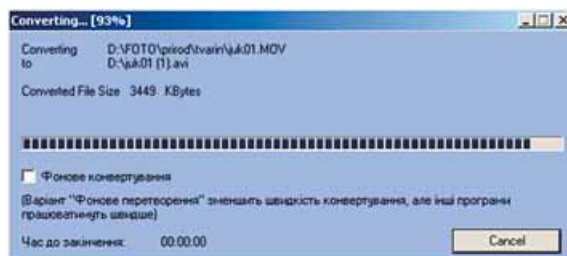 Converting... [93%]
Converting D:\FOTO\prirod\tvarin\juk01.MOV
to D:\juk01 (1).avi
Converted File Size 3449 KBytes
Фонове конвертування
(Варіант "Фонове перетворення" зменшить швидкість конвертування, але інші програми
працюватимуть швидше)
Час до закінчення: 00:00:00
Cancel